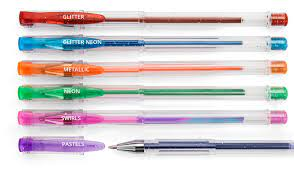 GLITTER
GLITTER NEON
METALLIC
NEON
SWIRLS
PASTELS